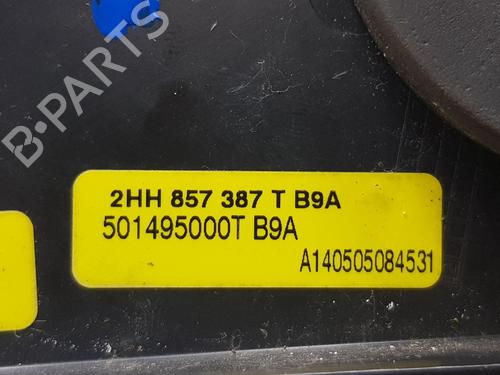 B-PARTS
2HH 857 387 T B9A
501495000T B9A
A140505084531